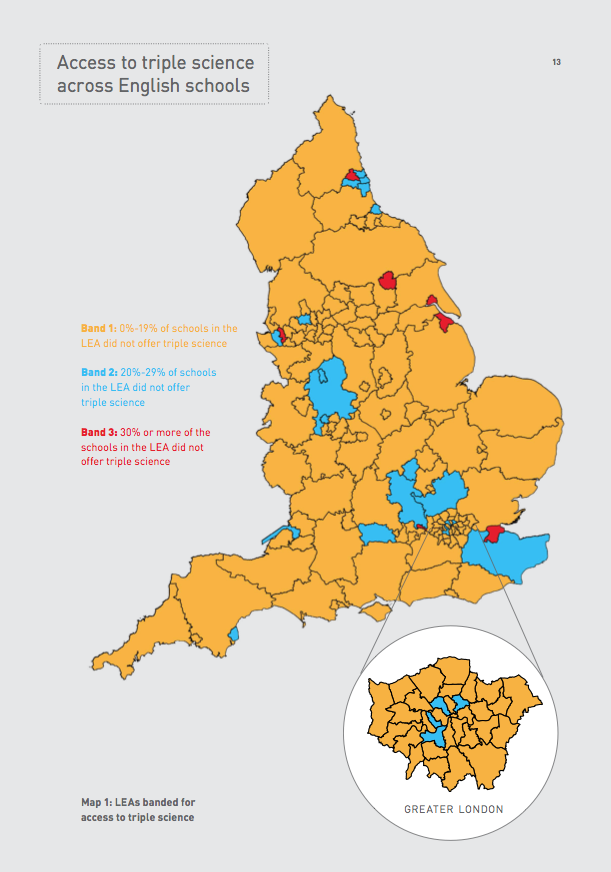 Access to triple science
across English schools
13
Band 1: 0%-19% of schools in the
LEA did not offer triple science
Band 2: 20%-29% of schools
in the LEA did not offer
triple science
Band 3: 30% or more of the
schools in the LEA did not
offer triple science
GREATER LONDON
Map 1: LEAs banded for
access to triple science